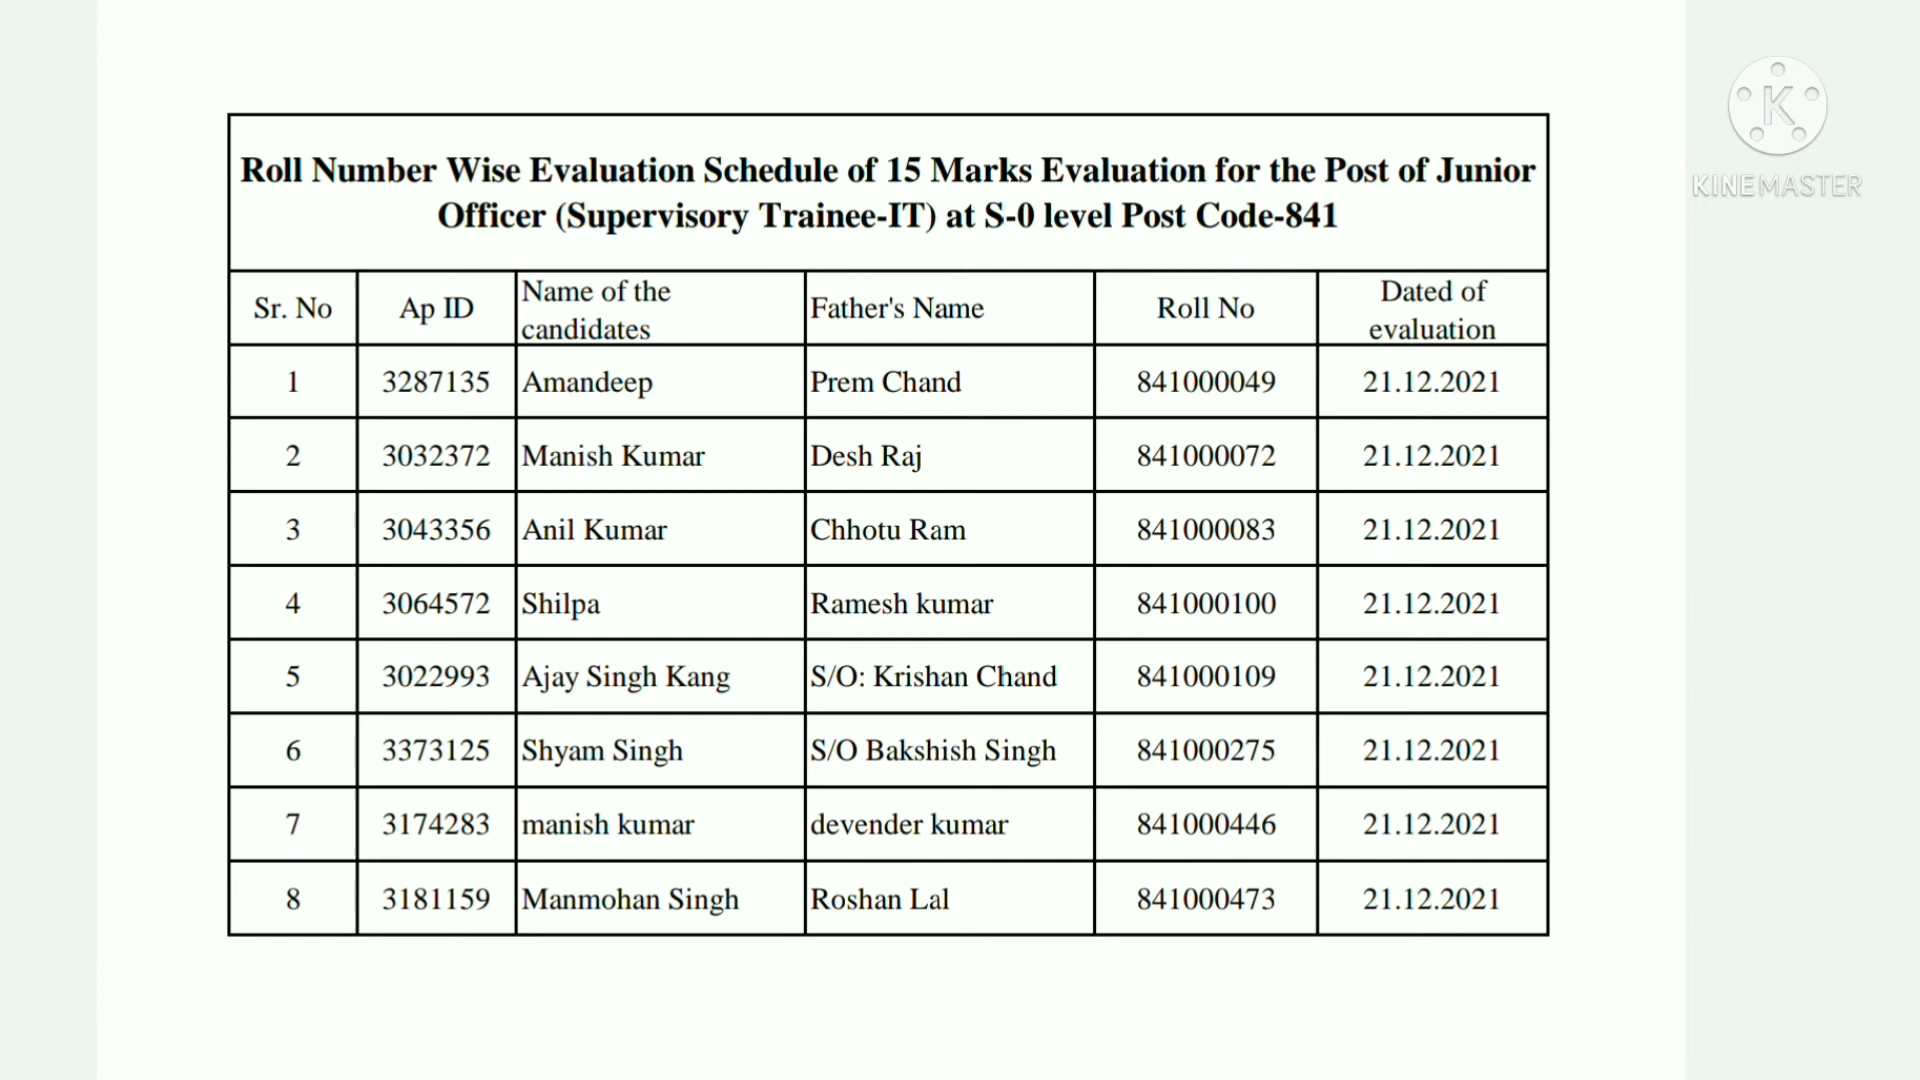 KINEMASTER
Roll Number Wise Evaluation Schedule of 15 Marks Evaluation for the Post of Junior
Officer (Supervisory Trainee-IT) at S-0 level Post Code-841
Sr. No Ap ID Name of the candidates Father's Name Roll No Dated of evaluation
1 3287135 Amandeep Prem Chand 841000049 21.12.2021
2 3032372 Manish Kumar Desh Raj 841000072 21.12.2021
3 3043356 Anil Kumar Chhotu Ram 841000083 21.12.2021
4 3064572 Shilpa Ramesh kumar 841000100 21.12.2021
5 3022993 Ajay Singh Kang S/O: Krishan Chand 841000109 21.12.2021
6 3373125 Shyam Singh S/O Bakshish Singh 841000275 21.12.2021
7 3174283 manish kumar devender kumar 841000446 21.12.2021
8 3181159 Manmohan Singh Roshan Lal 841000473 21.12.2021